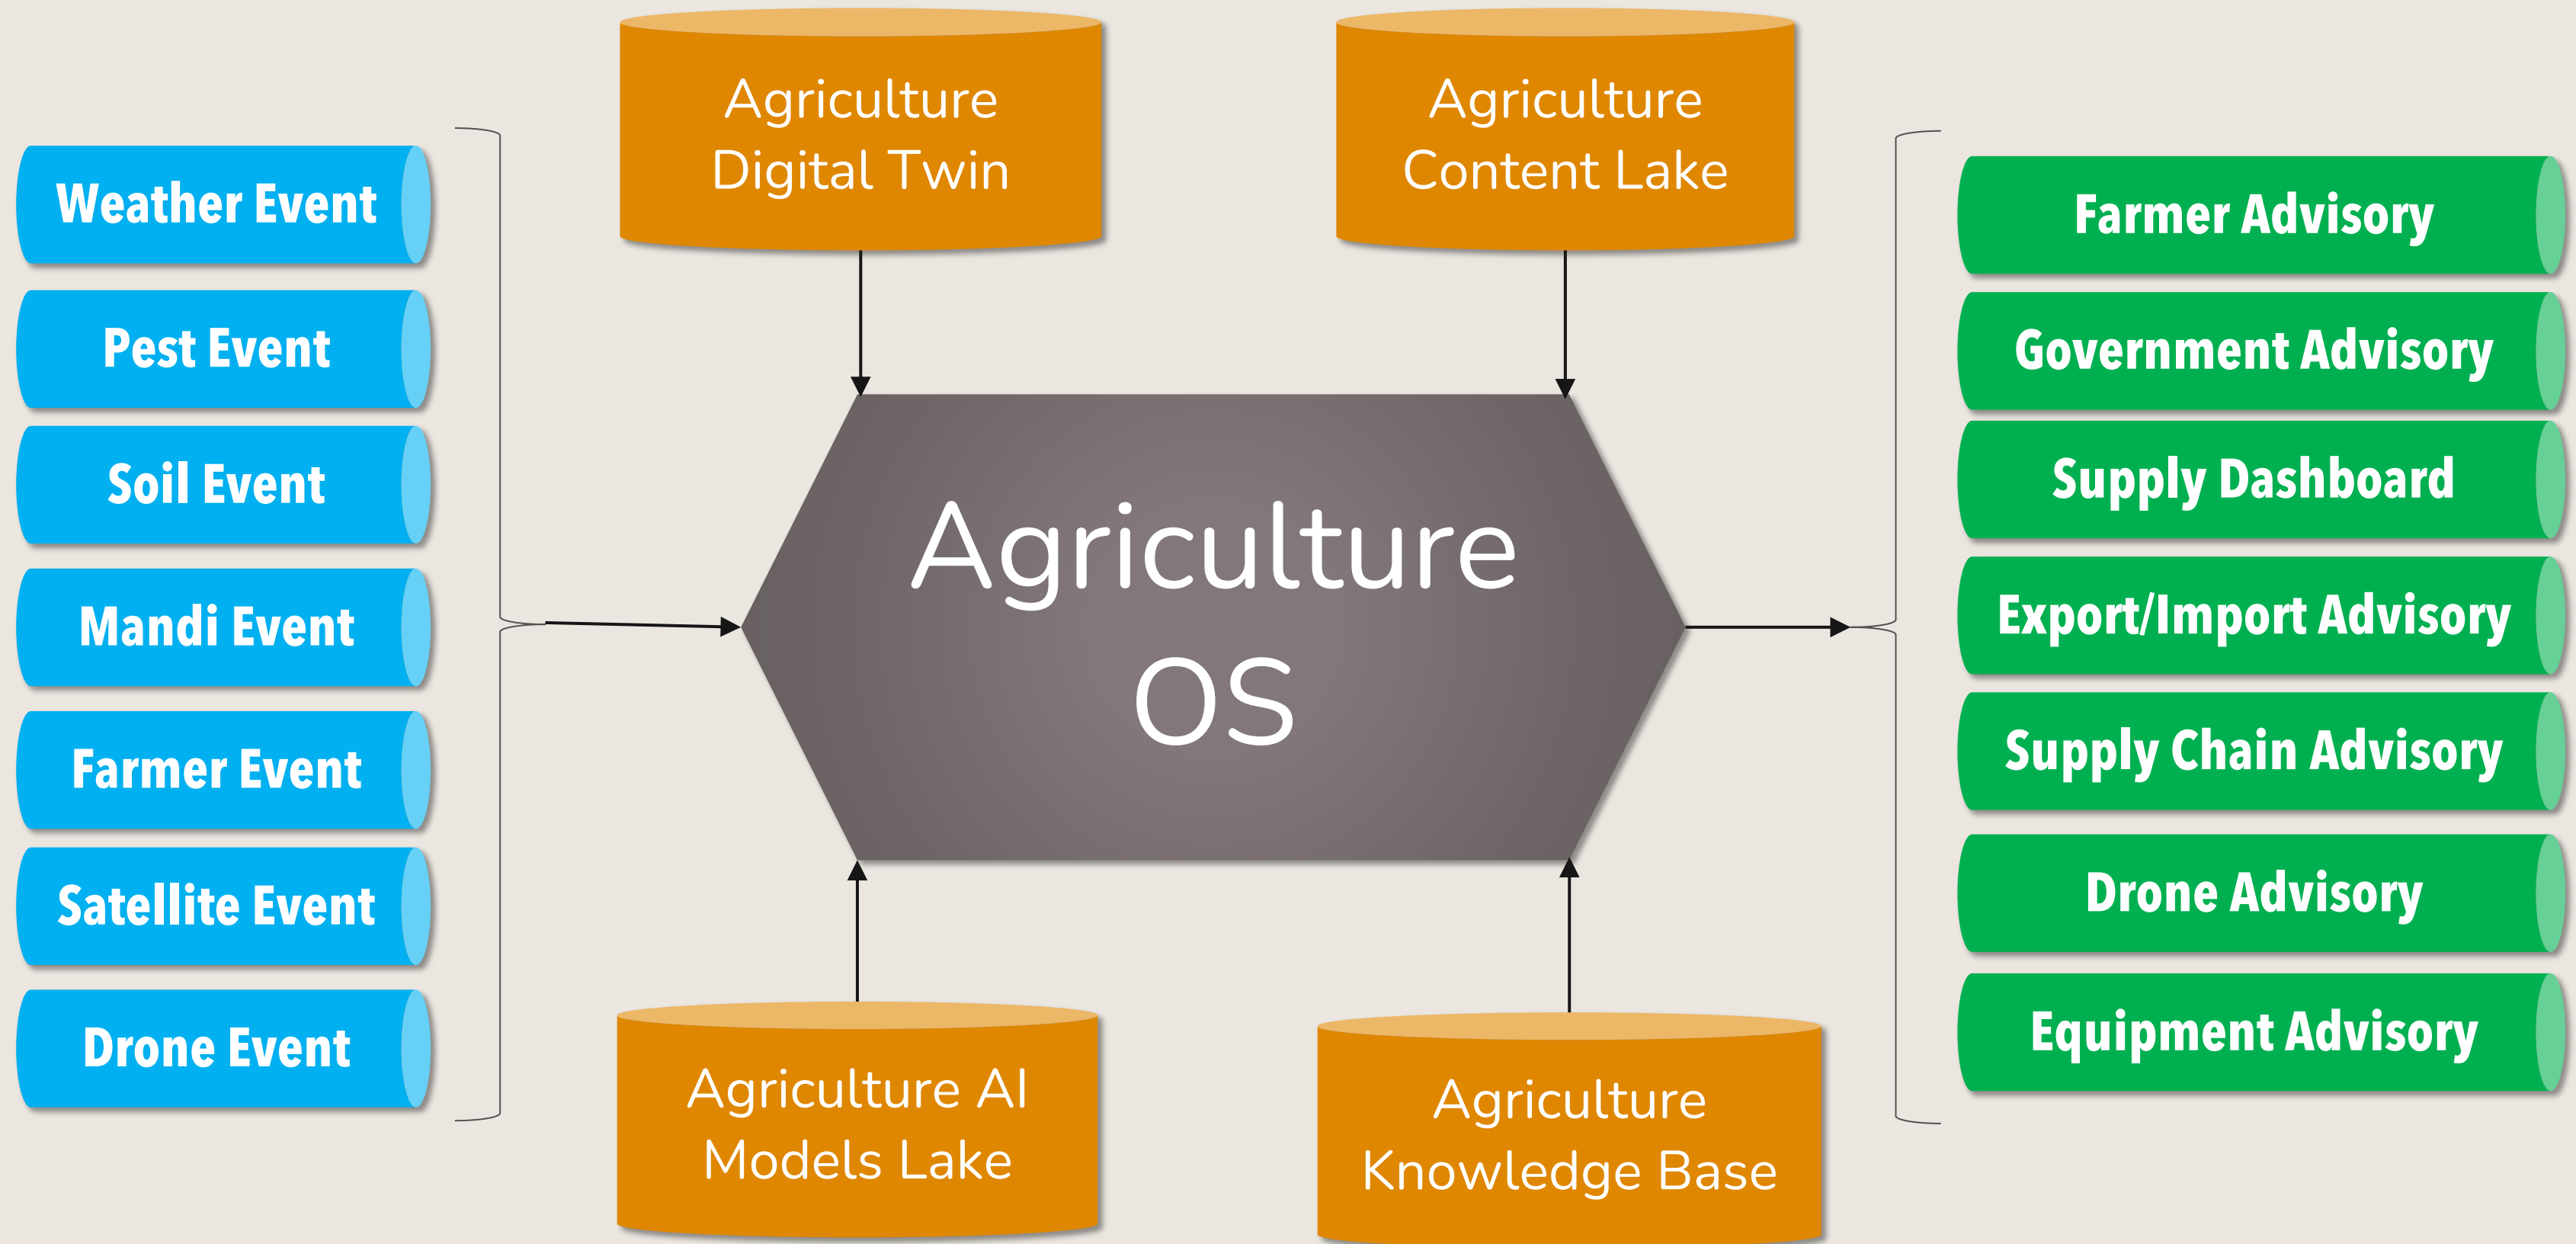 Weather Event
Pest Event
Soil Event
Mandi Event
Farmer Event
Satellite Event
Drone Event
Agriculture
Digital Twin
Agriculture
Content Lake
Agriculture
OS
Agriculture AI
Models Lake
Agriculture
Knowledge Base
Farmer Advisory
Government Advisory
Supply Dashboard
Export/Import Advisory
Supply Chain Advisory
Drone Advisory
Equipment Advisory